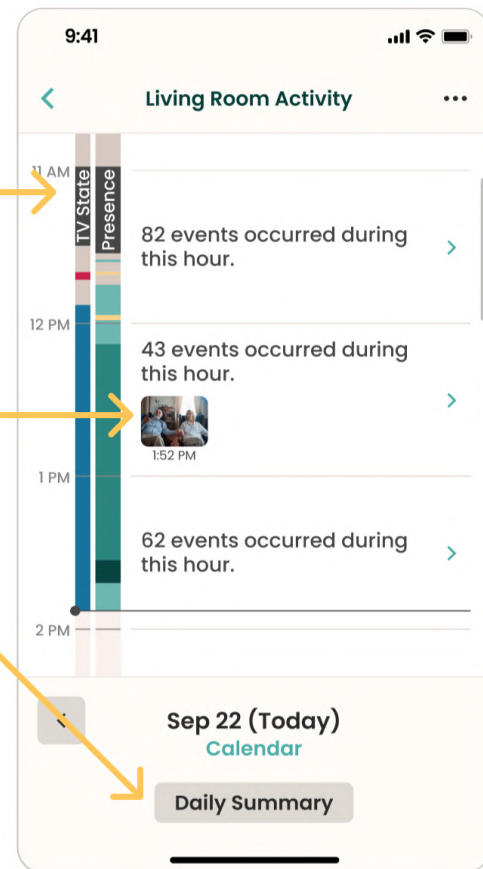 9:41
Living Room Activity
11 AM
TV State
Presence
82 events occurred during
this hour.
12 PM
43 events occurred during
this hour.
1:52 PM
1 PM
62 events occurred during
this hour.
2 PM
Sep 22 (Today)
Calendar
Daily Summary